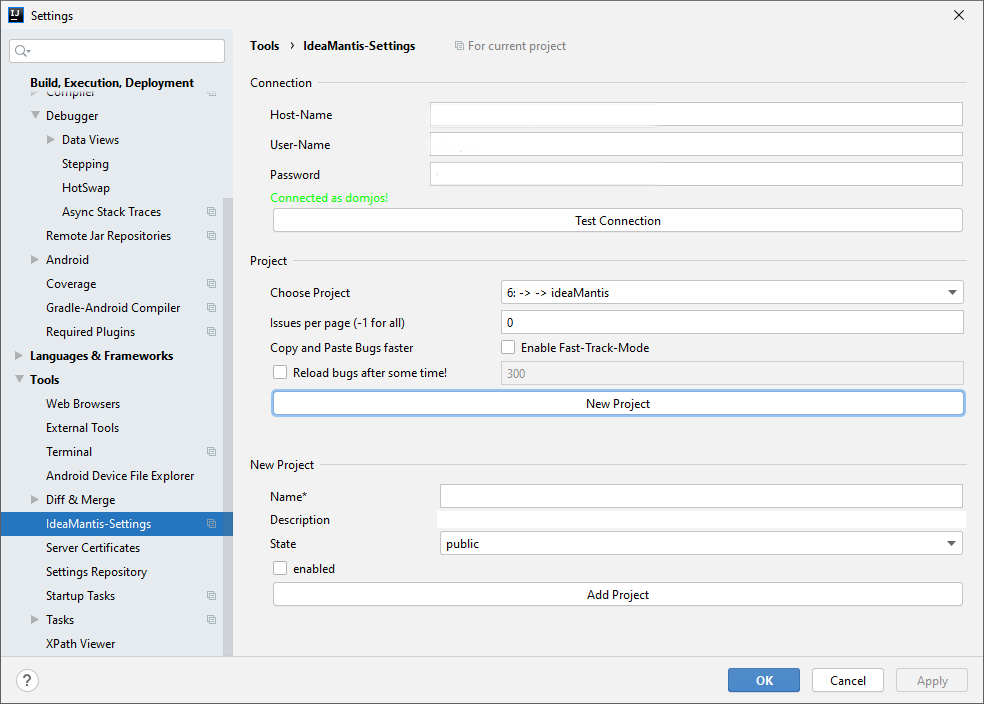 Settings
Build, Execution, Deployment
Compiler
Debugger
Data Views
Stepping
HotSwap
Async Stack Traces
Remote Jar Repositories
Android
Coverage
Gradle-Android Compiler
Required Plugins
Languages & Frameworks
Tools
Web Browsers
External Tools
Terminal
Android Device File Explorer
Diff & Merge
IdeaMantis-Settings
Server Certificates
Settings Repository
Startup Tasks
Tasks
XPath Viewer
Tools › IdeaMantis-Settings For current project
Connection
Host-Name
User-Name
Password
Connected as domjos!
Test Connection
Project
Choose Project 6: -> -> ideaMantis
Issues per page (-1 for all) 0
Copy and Paste Bugs faster Enable Fast-Track-Mode
Reload bugs after some time! 300
New Project
New Project
Name*
Description
State public
enabled
Add Project
? OK Cancel Apply